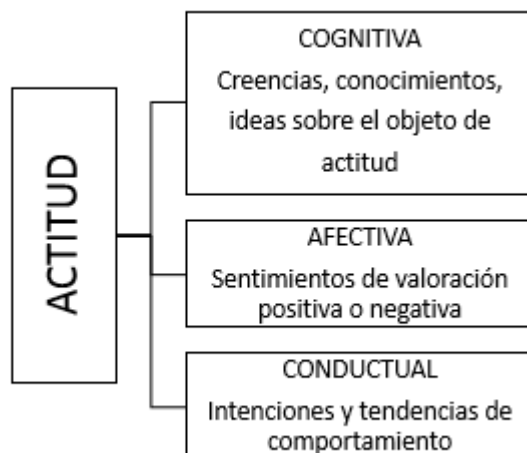 ACTITUD
COGNITIVA
Creencias, conocimientos,
ideas sobre el objeto de
actitud
AFECTIVA
Sentimientos de valoración
positiva o negativa
CONDUCTUAL
Intenciones y tendencias de
comportamiento